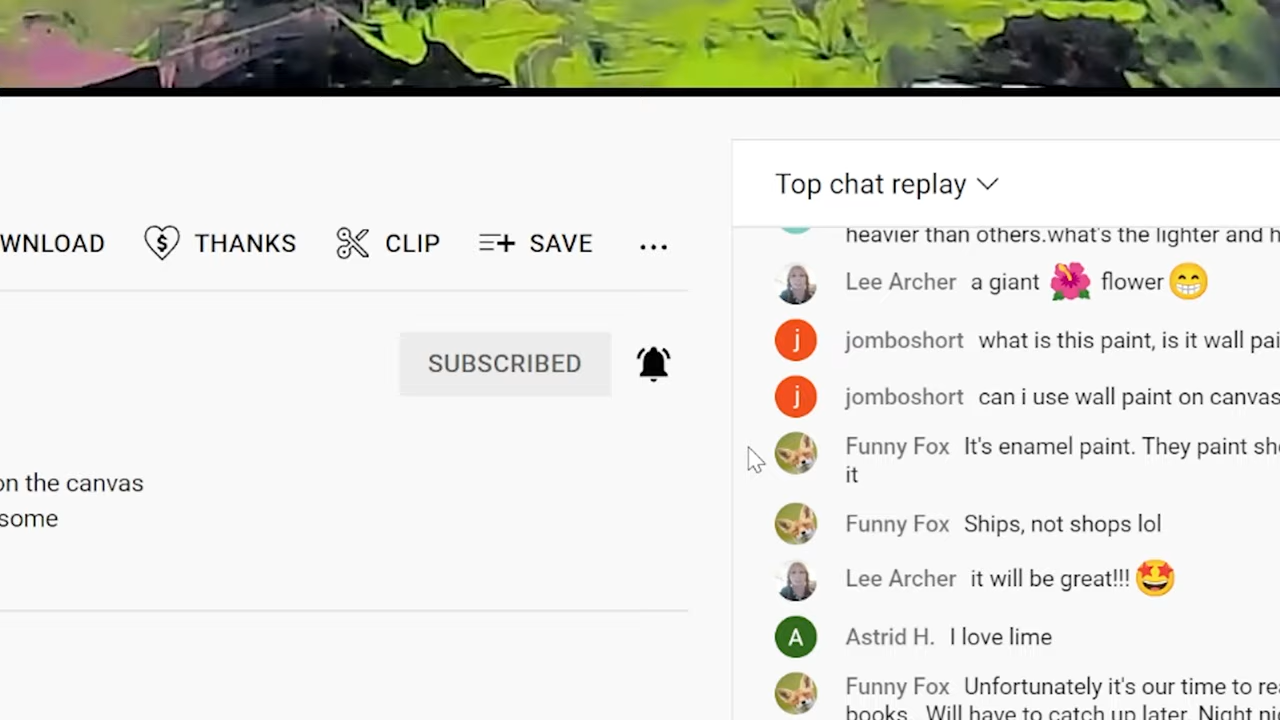 WNLOAD THANKS CLIP SAVE ...
SUBSCRIBED
on the canvas
some
Top chat replay
heavier than others.what's the lighter and h
Lee Archer a giant 🌺 flower 😁
j jomboshort what is this paint, is it wall pai
j jomboshort can i use wall paint on canvas
Funny Fox It's enamel paint. They paint sh
it
Funny Fox Ships, not shops lol
Lee Archer it will be great!!! 🤩
A Astrid H. I love lime
Funny Fox Unfortunately it's our time to re
books . Will have to catch up later. Night ni